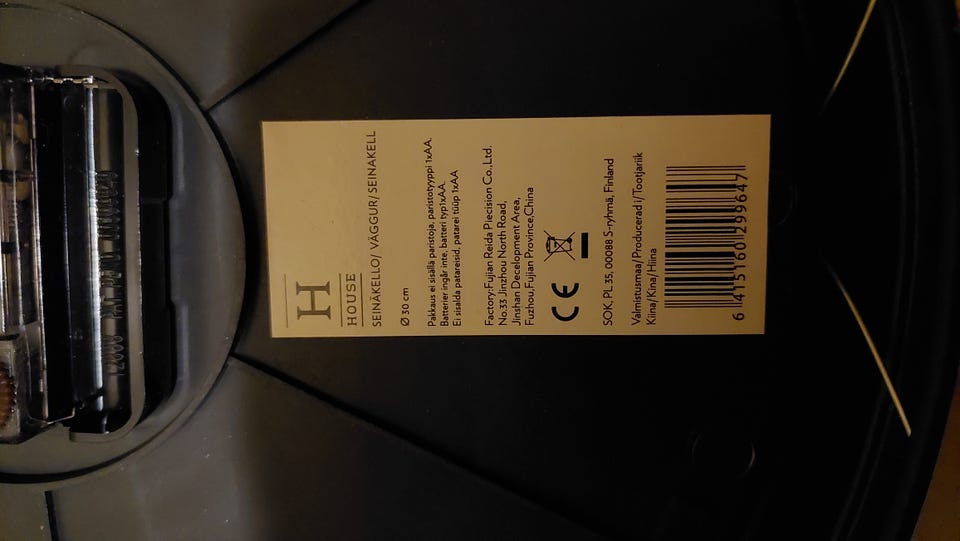 H
HOUSE
SEINÄKELLO/ VÄGGUR/SEINAKELL
Ø 30 cm
Pakkaus ei sisällä paristoja, paristotyyppi 1xAA.
Batterier ingår inte, batteri typ1xAA.
Ei sisalda patareisid, patarei tüüp 1xAA
Factory:Fujian Reida Plecision Co.,Ltd.
No.33 Jinzhou North Road,
Jinshan Decelopment Area,
Fuzhou,Fujian Province,China
CE
SOK, PL 35, 00088 S-ryhmä, Finland
Valmistusmaa/Producerad i/Tootjariik
Kiina/Kina/Hiina
6 415160 299647